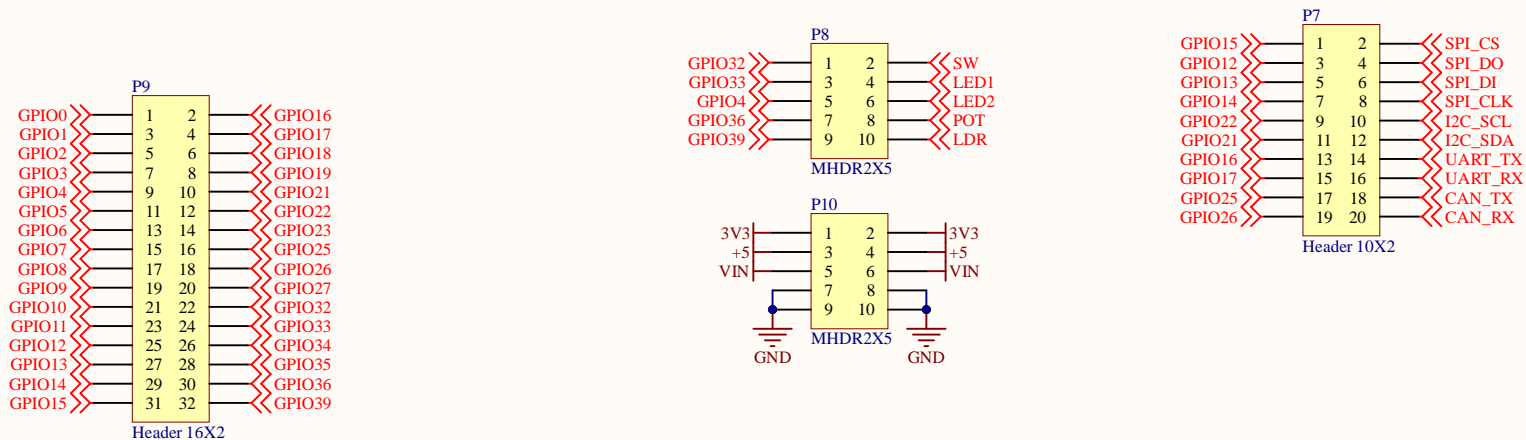 P9
GPIO0 1 2 GPIO16
GPIO1 3 4 GPIO17
GPIO2 5 6 GPIO18
GPIO3 7 8 GPIO19
GPIO4 9 10 GPIO21
GPIO5 11 12 GPIO22
GPIO6 13 14 GPIO23
GPIO7 15 16 GPIO25
GPIO8 17 18 GPIO26
GPIO9 19 20 GPIO27
GPIO10 21 22 GPIO32
GPIO11 23 24 GPIO33
GPIO12 25 26 GPIO34
GPIO13 27 28 GPIO35
GPIO14 29 30 GPIO36
GPIO15 31 32 GPIO39
Header 16X2
P8
GPIO32 1 2 SW
GPIO33 3 4 LED1
GPIO4 5 6 LED2
GPIO36 7 8 POT
GPIO39 9 10 LDR
MHDR2X5
P10
3V3 1 2 3V3
+5 3 4 +5
VIN 5 6 VIN
7 8
9 10
MHDR2X5
GND GND
P7
GPIO15 1 2 SPI_CS
GPIO12 3 4 SPI_DO
GPIO13 5 6 SPI_DI
GPIO14 7 8 SPI_CLK
GPIO22 9 10 I2C_SCL
GPIO21 11 12 I2C_SDA
GPIO16 13 14 UART_TX
GPIO17 15 16 UART_RX
GPIO25 17 18 CAN_TX
GPIO26 19 20 CAN_RX
Header 10X2